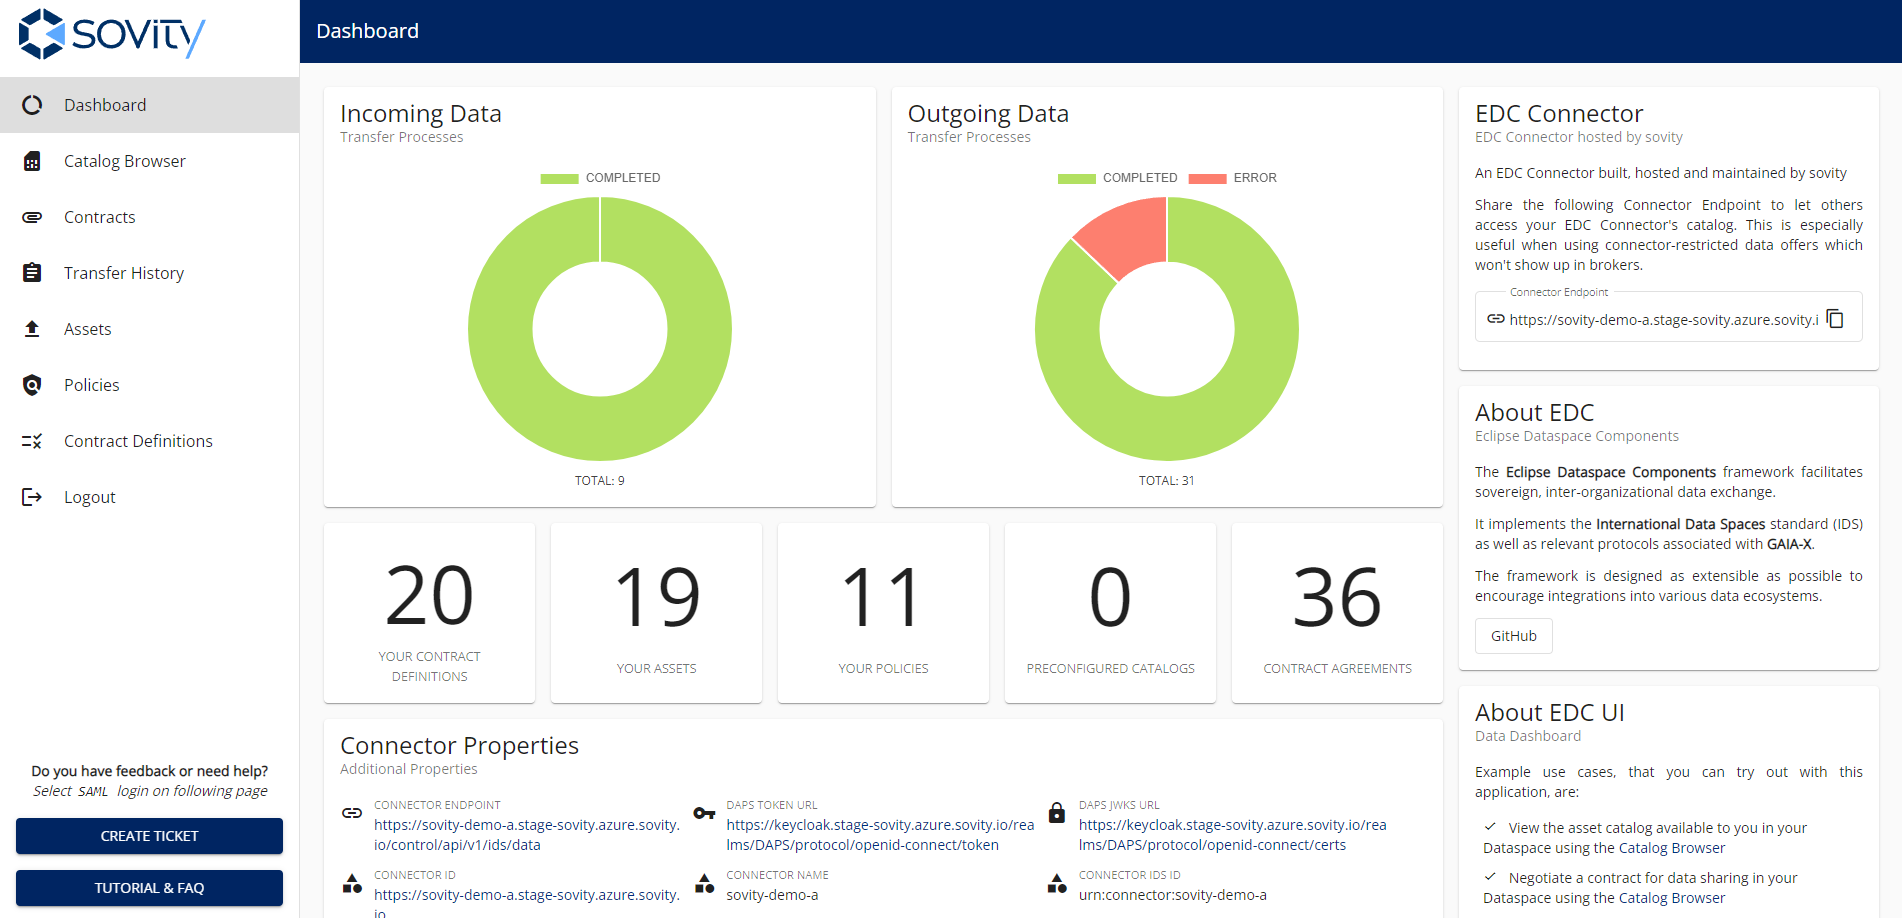 sovity
Dashboard
Dashboard
Catalog Browser
Contracts
Transfer History
Assets
Policies
Contract Definitions
Logout
Do you have feedback or need help?
Select SAML login on following page
CREATE TICKET
TUTORIAL & FAQ
Incoming Data
Transfer Processes
COMPLETED
TOTAL: 9
Outgoing Data
Transfer Processes
COMPLETED ERROR
TOTAL: 31
20
YOUR CONTRACT
DEFINITIONS
19
YOUR ASSETS
11
YOUR POLICIES
0
PRECONFIGURED CATALOGS
36
CONTRACT AGREEMENTS
Connector Properties
Additional Properties
CONNECTOR ENDPOINT
https://sovity-demo-a.stage-sovity.azure.sovity.
io/control/api/v1/ids/data
DAPS TOKEN URL
https://keycloak.stage-sovity.azure.sovity.io/rea
lms/DAPS/protocol/openid-connect/token
DAPS JWKS URL
https://keycloak.stage-sovity.azure.sovity.io/rea
lms/DAPS/protocol/openid-connect/certs
CONNECTOR ID
https://sovity-demo-a.stage-sovity.azure.sovity.
io
CONNECTOR NAME
sovity-demo-a
CONNECTOR IDS ID
urn:connector:sovity-demo-a
EDC Connector
EDC Connector hosted by sovity
An EDC Connector built, hosted and maintained by sovity
Share the following Connector Endpoint to let others
access your EDC Connector's catalog. This is especially
useful when using connector-restricted data offers which
won't show up in brokers.
Connector Endpoint
https://sovity-demo-a.stage-sovity.azure.sovity.i
About EDC
Eclipse Dataspace Components
The Eclipse Dataspace Components framework facilitates
sovereign, inter-organizational data exchange.
It implements the International Data Spaces standard (IDS)
as well as relevant protocols associated with GAIA-X.
The framework is designed as extensible as possible to
encourage integrations into various data ecosystems.
GitHub
About EDC UI
Data Dashboard
Example use cases, that you can try out with this
application, are:
View the asset catalog available to you in your
Dataspace using the Catalog Browser
Negotiate a contract for data sharing in your
Dataspace using the Catalog Browser